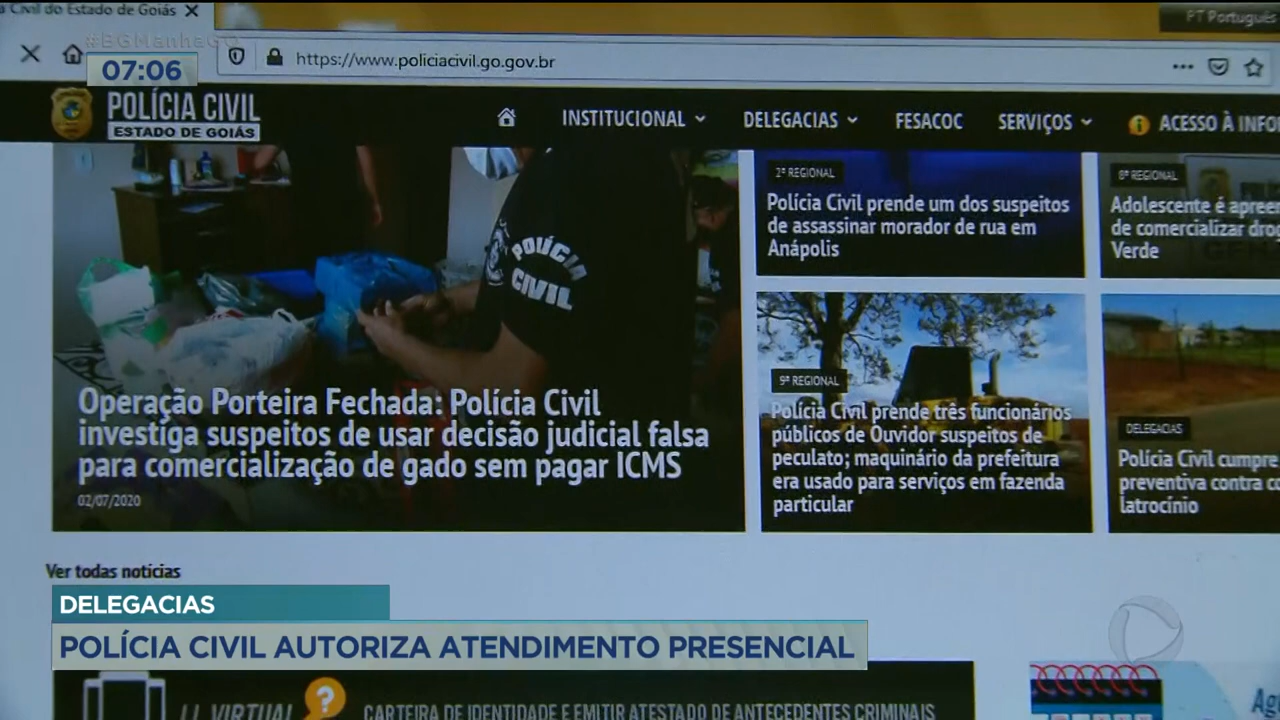 a Civil do Estado de Goiás ×
PT Português
#BGManhaGO
07:06
https://www.policiacivil.go.gov.br
POLÍCIA CIVIL
ESTADO DE GOIÁS
INSTITUCIONAL
DELEGACIAS
FESACOC
SERVIÇOS
ACESSO À INFO
POLÍCIA
CIVIL
Operação Porteira Fechada: Polícia Civil
investiga suspeitos de usar decisão judicial falsa
para comercialização de gado sem pagar ICMS
02/07/2020
2ª REGIONAL
Polícia Civil prende um dos suspeitos
de assassinar morador de rua em
Anápolis
8ª REGIONAL
Adolescente é apree
de comercializar dro
Verde
9ª REGIONAL
Polícia Civil prende três funcionários
públicos de Ouvidor suspeitos de
peculato; maquinário da prefeitura
era usado para serviços em fazenda
particular
DELEGACIAS
Polícia Civil cumpre
preventiva contra
latrocínio
Ver todas notícias
DELEGACIAS
POLÍCIA CIVIL AUTORIZA ATENDIMENTO PRESENCIAL
VIRTUAL
?
CARTEIRA DE IDENTIDADE E EMITIR ATESTADO DE ANTECEDENTES CRIMINAIS
Ag